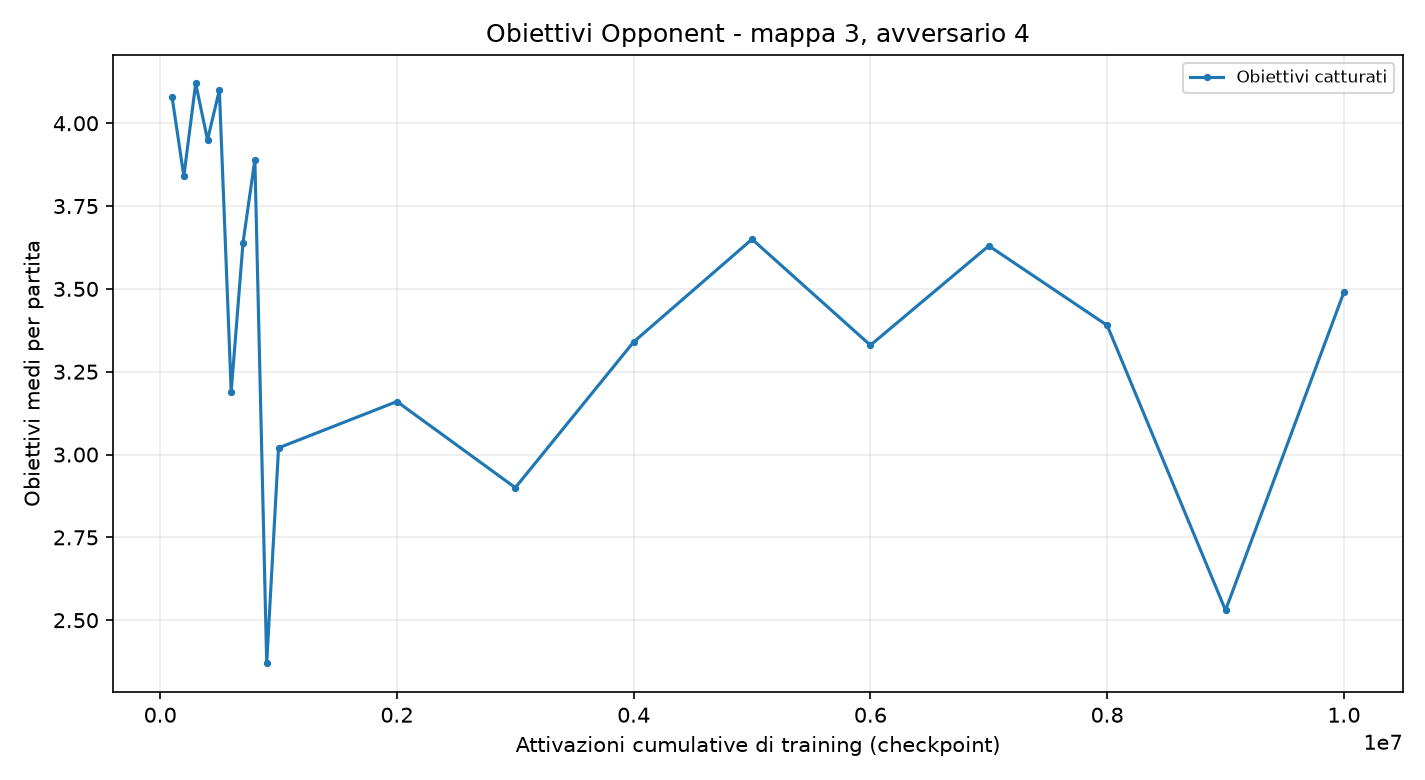 Obiettivi Opponent - mappa 3, avversario 4
Obiettivi catturati
Obiettivi medi per partita
4.00
3.75
3.50
3.25
3.00
2.75
2.50
0.0 0.2 0.4 0.6 0.8 1.0
1e7
Attivazioni cumulative di training (checkpoint)